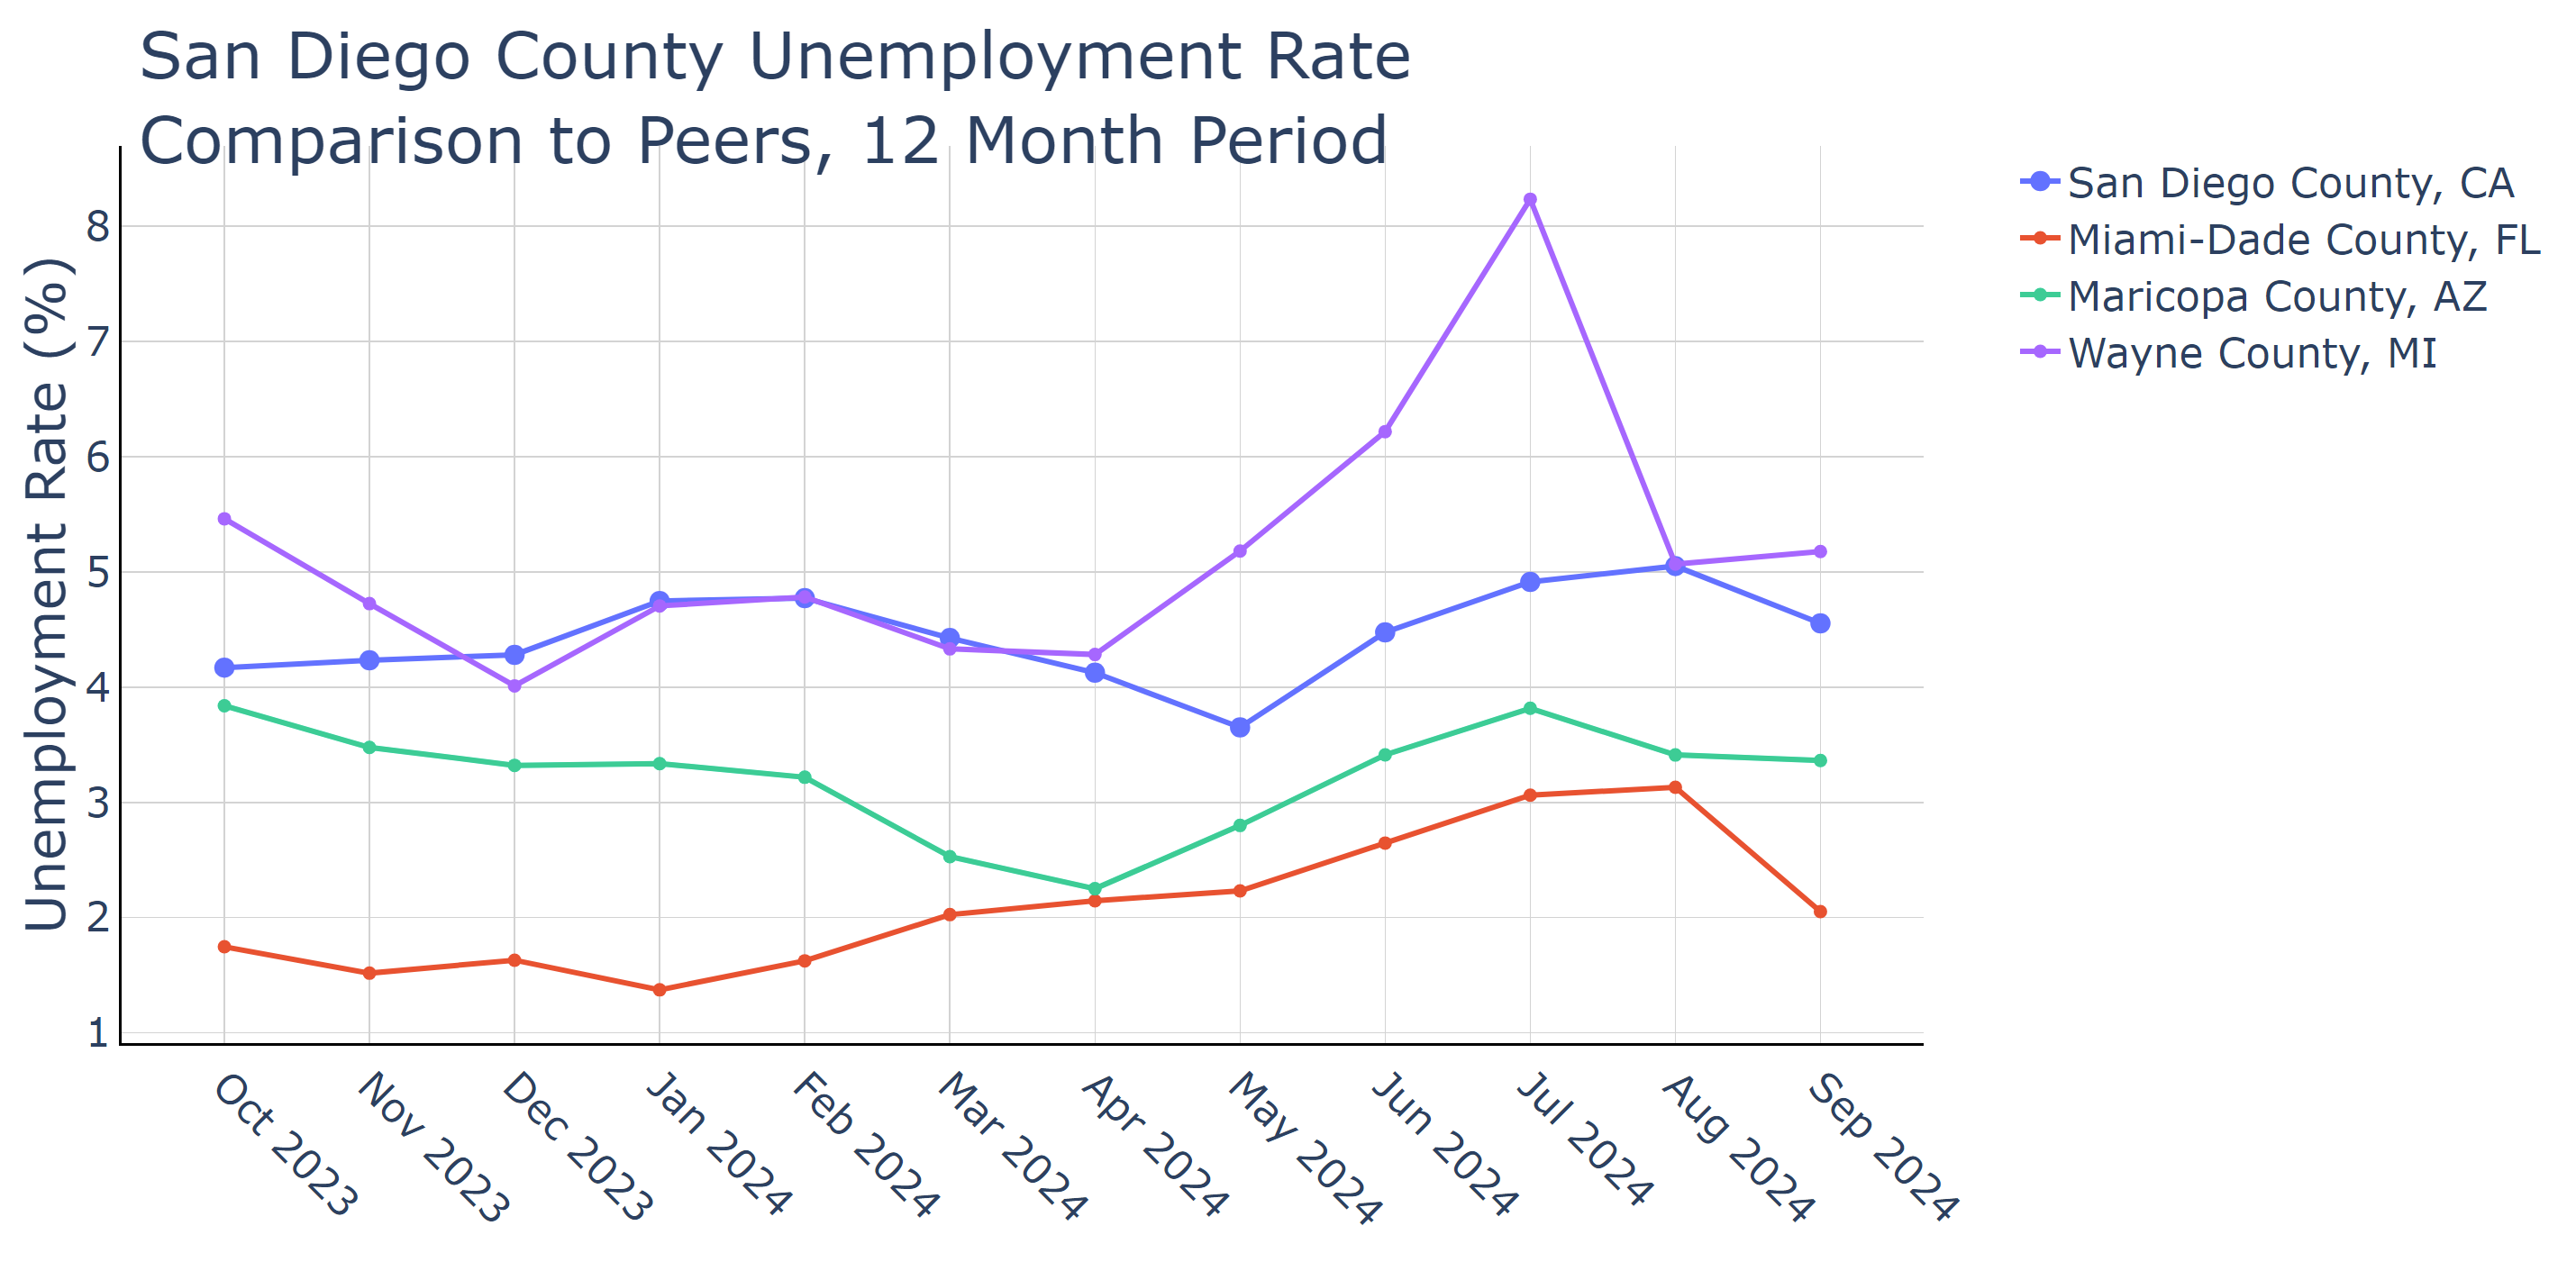 San Diego County Unemployment Rate
Comparison to Peers, 12 Month Period
Unemployment Rate (%)
8
7
6
5
4
3
2
1
Oct 2023
Nov 2023
Dec 2023
Jan 2024
Feb 2024
Mar 2024
Apr 2024
May 2024
Jun 2024
Jul 2024
Aug 2024
Sep 2024
San Diego County, CA
Miami-Dade County, FL
Maricopa County, AZ
Wayne County, MI